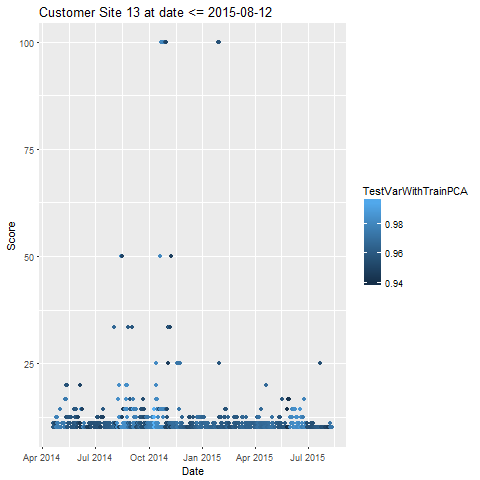 Customer Site 13 at date <= 2015-08-12
100
75
50
25
Score
Apr 2014
Jul 2014
Oct 2014
Jan 2015
Apr 2015
Jul 2015
Date
TestVarWithTrainPCA
0.98
0.96
0.94